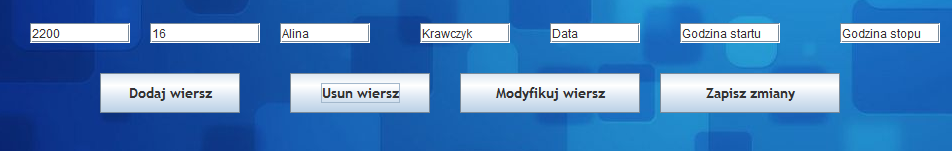 2200 16 Alina Krawczyk Data Godzina startu Godzina stopu
Dodaj wiersz Usun wiersz Modyfikuj wiersz Zapisz zmiany